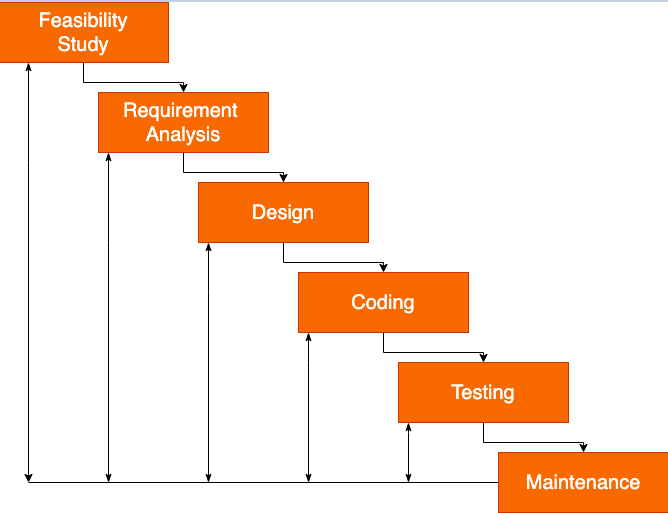 Feasibility
Study
Requirement
Analysis
Design
Coding
Testing
Maintenance